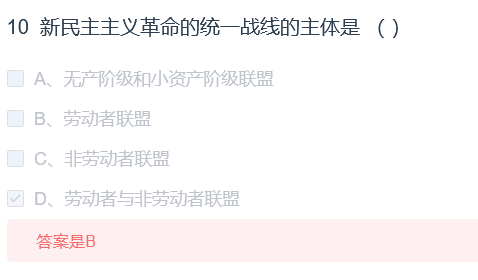 10 新民主主义革命的统一战线的主体是 ( )
A、无产阶级和小资产阶级联盟
B、劳动者联盟
C、非劳动者联盟
D、劳动者与非劳动者联盟
答案是B